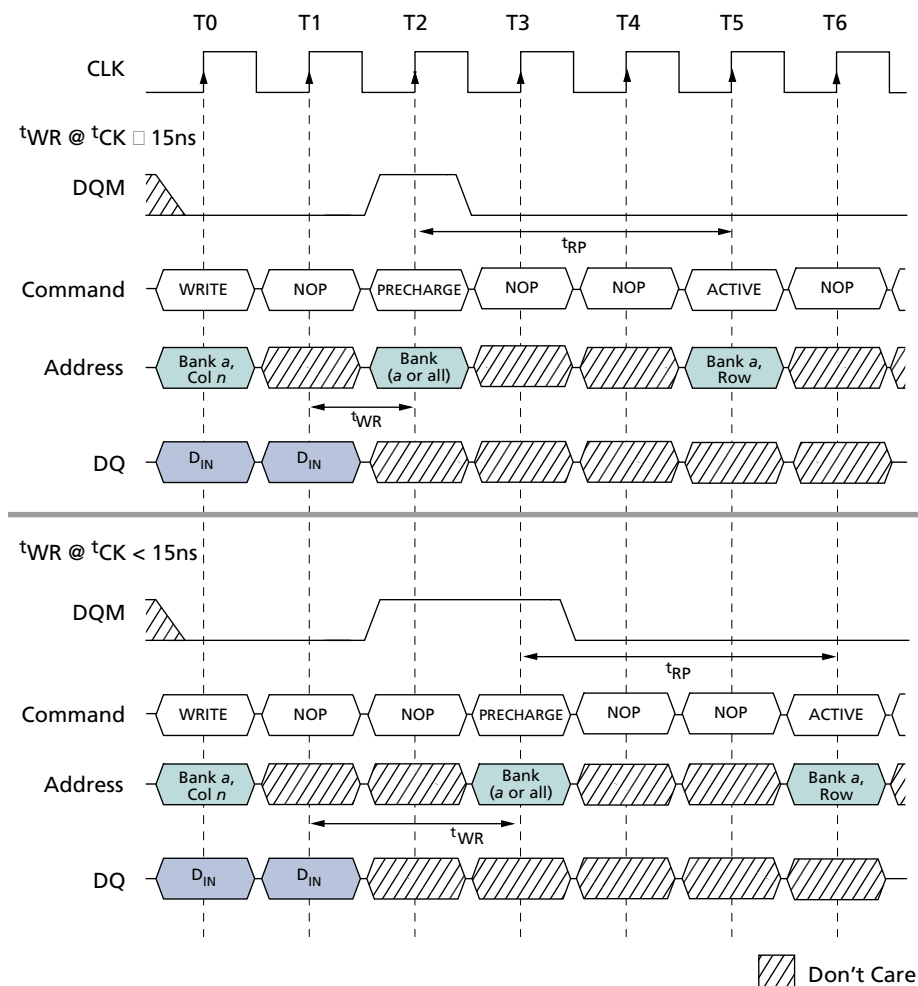 T0 T1 T2 T3 T4 T5 T6
CLK
tWR @ tCK □ 15ns
DQM
tRP
Command WRITE NOP PRECHARGE NOP NOP ACTIVE NOP
Address Bank a, Col n Bank (a or all) Bank a, Row
tWR
DQ DIN DIN
tWR @ tCK < 15ns
DQM
tRP
Command WRITE NOP NOP PRECHARGE NOP NOP ACTIVE
Address Bank a, Col n Bank (a or all) Bank a, Row
tWR
DQ DIN DIN
Don't Care